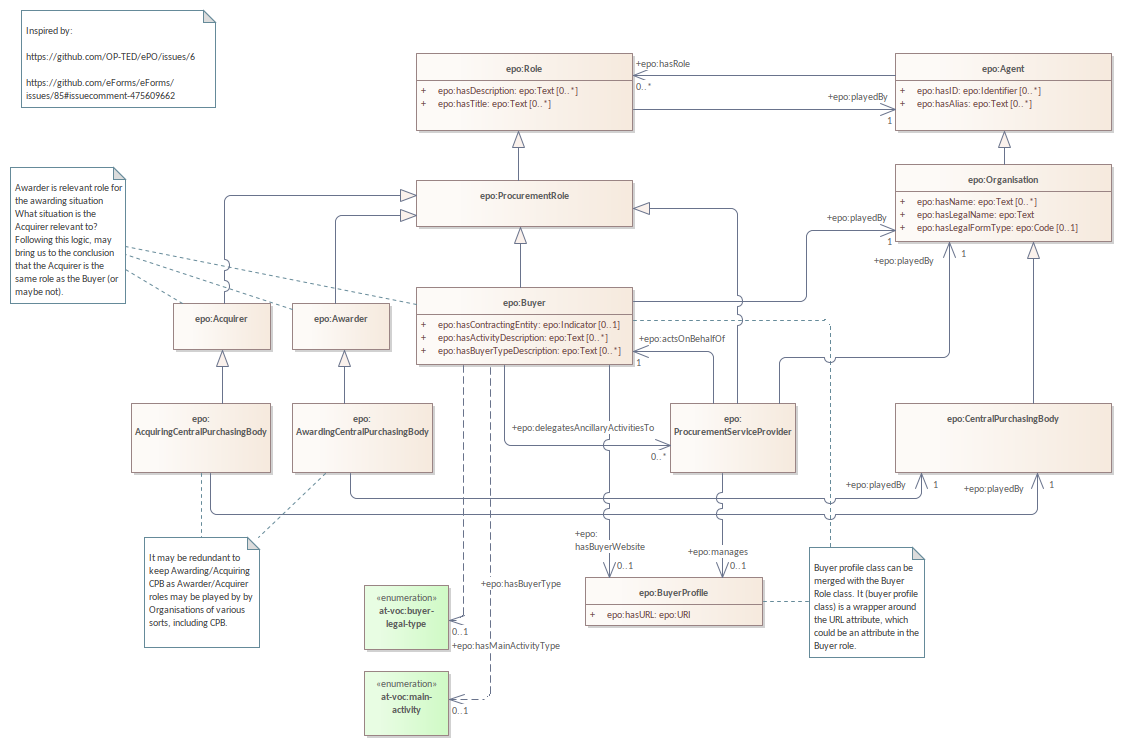 Inspired by:
https://github.com/OP-TED/ePO/issues/6
https://github.com/eForms/eForms/
issues/85#issuecomment-475609662
epo:Role
+ epo:hasDescription: epo:Text [0..*]
+ epo:hasTitle: epo:Text [0..*]
+epo:hasRole
0..*
+epo:playedBy
1
epo:Agent
+ epo:hasID: epo:Identifier [0..*]
+ epo:hasAlias: epo:Text [0..*]
Awarder is relevant role for
the awarding situation
What situation is the
Acquirer relevant to?
Following this logic, may
bring us to the conclusion
that the Acquirer is the
same role as the Buyer (or
maybe not).
epo:ProcurementRole
epo:Organisation
+ epo:hasName: epo:Text [0..*]
+ epo:hasLegalName: epo:Text
+ epo:hasLegalFormType: epo:Code [0..1]
+epo:playedBy
1
+epo:playedBy
1
epo:Acquirer
epo:Awarder
epo:Buyer
+ epo:hasContractingEntity: epo:Indicator [0..1]
+ epo:hasActivityDescription: epo:Text [0..*]
+ epo:hasBuyerTypeDescription: epo:Text [0..*]
+epo:actsOnBehalfOf
1
epo:
AcquiringCentralPurchasingBody
epo:
AwardingCentralPurchasingBody
+epo:delegatesAncillaryActivitiesTo
0..*
epo:
ProcurementServiceProvider
epo:CentralPurchasingBody
+epo:playedBy
1
+epo:playedBy
1
It may be redundant to
keep Awarding/Acquiring
CPB as Awarder/Acquirer
roles may be played by by
Organisations of various
sorts, including CPB.
+epo:
hasBuyerWebsite
0..1
+epo:manages
0..1
+epo:hasBuyerType
epo:BuyerProfile
+ epo:hasURL: epo:URI
Buyer profile class can be
merged with the Buyer
Role class. It (buyer profile
class) is a wrapper around
the URL attribute, which
could be an attribute in the
Buyer role.
«enumeration»
at-voc:buyer-
legal-type
0..1
+epo:hasMainActivityType
«enumeration»
at-voc:main-
activity
0..1